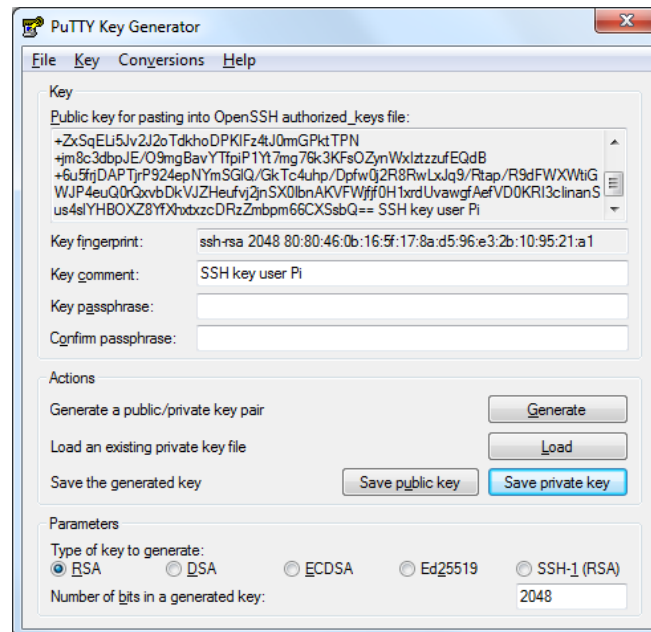 PuTTY Key Generator
File Key Conversions Help
Key
Public key for pasting into OpenSSH authorized_keys file:
+ZxSqELi5Jv2J2oTdkhoDPKIFz4tJ0rmGPktTPN
+jm8c3dbpJE/O9mgBavYTfpiP1Yt7mg76k3KFsOZynWxIztzzufEQdB
+6u5frjDAPTjrP924epNYmSGlQ/GkTc4uhp/Dpfw0j2R8RwLxJq9/Rtap/R9dFWXWtiG
WJP4euQ0rQxvbDkVJZHeufvj2jnSX0lbnAKVFWjfjf0H1xrdUvawgfAefVD0KRI3clinanS
us4slYHBOXZ8YfXhxtxzcDRzZmbpm66CXSsbQ== SSH key user Pi
Key fingerprint: ssh-rsa 2048 80:80:46:0b:16:5f:17:8a:d5:96:e3:2b:10:95:21:a1
Key comment: SSH key user Pi
Key passphrase:
Confirm passphrase:
Actions
Generate a public/private key pair Generate
Load an existing private key file Load
Save the generated key Save public key Save private key
Parameters
Type of key to generate:
RSA DSA ECDSA Ed25519 SSH-1 (RSA)
Number of bits in a generated key: 2048